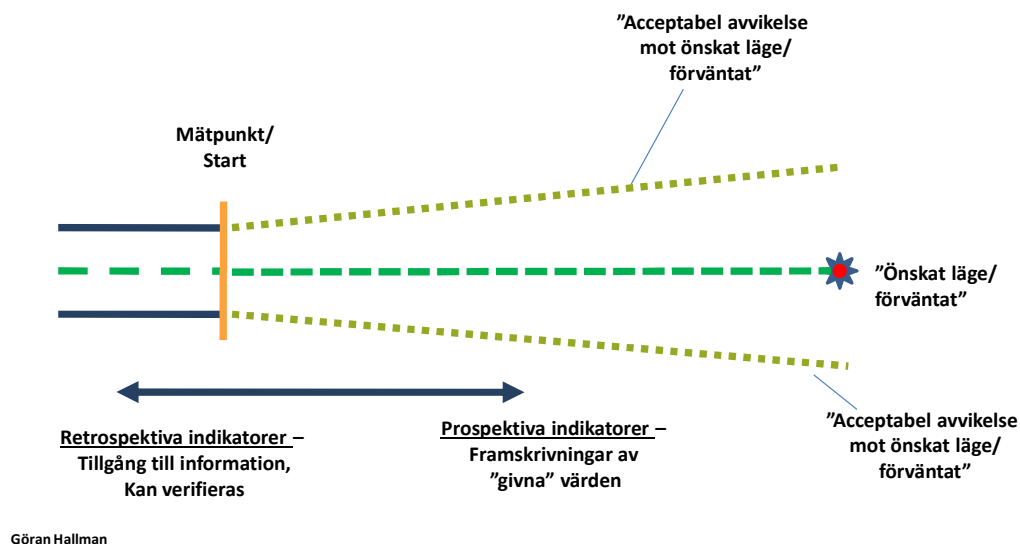 ”Acceptabel avvikelse
mot önskat läge/
förväntat”
Mätpunkt/
Start
”Önskat läge/
förväntat”
Retrospektiva indikatorer –
Tillgång till information,
Kan verifieras
Prospektiva indikatorer –
Framskrivningar av
”givna” värden
”Acceptabel avvikelse
mot önskat läge/
förväntat”
Göran Hallman